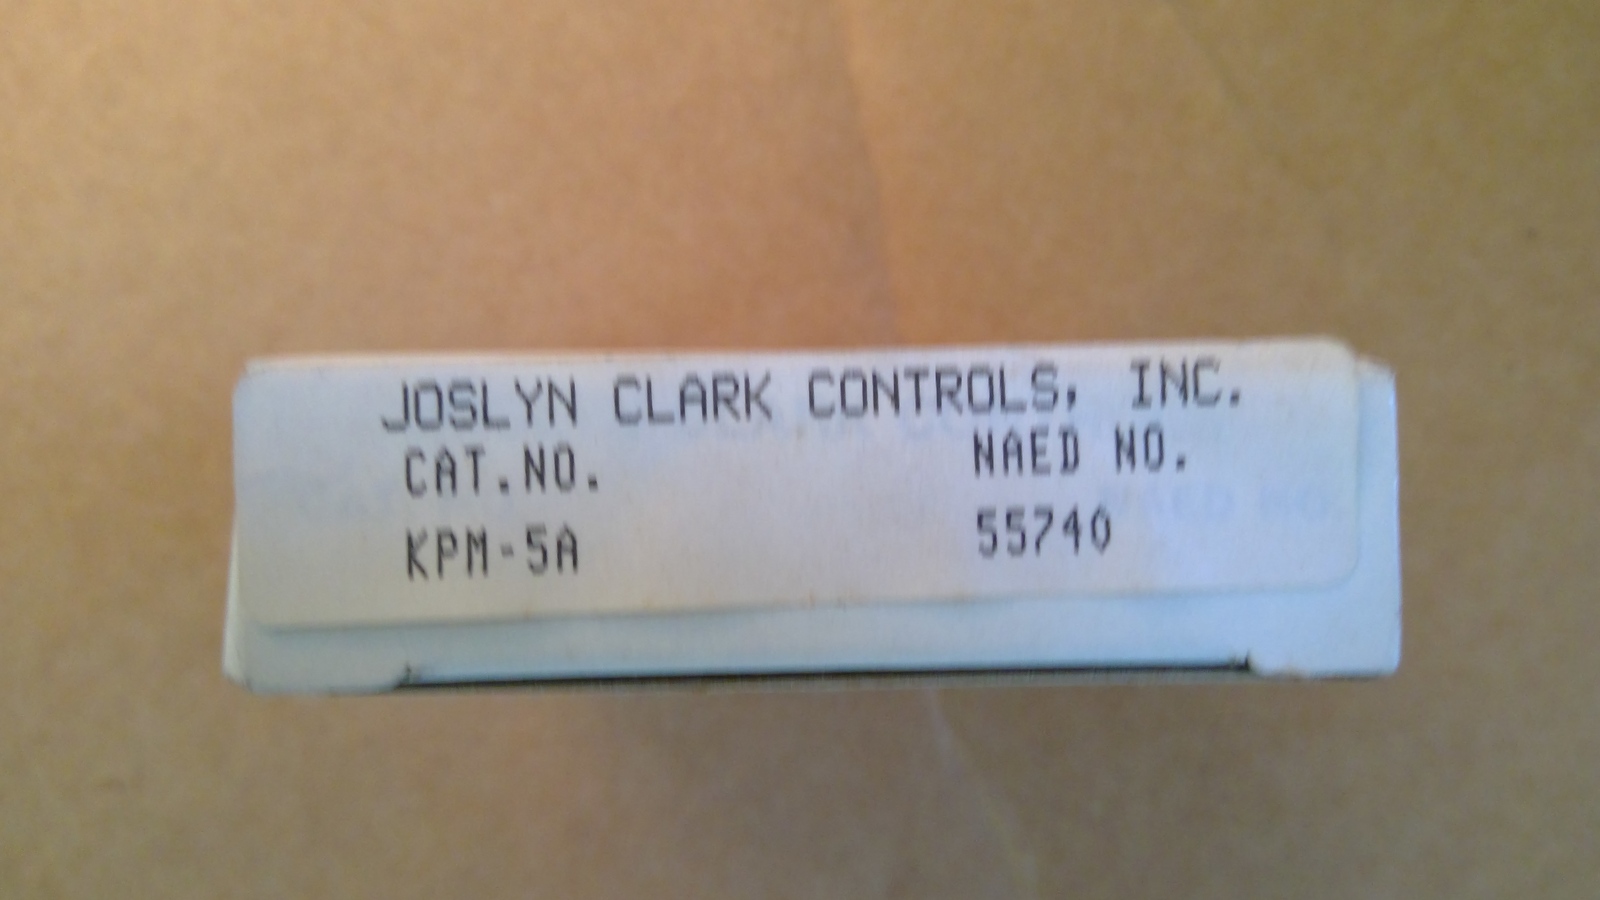 JOSLYN CLARK CONTROLS, INC.
CAT.NO. NAED NO.
KPM-5A 55740